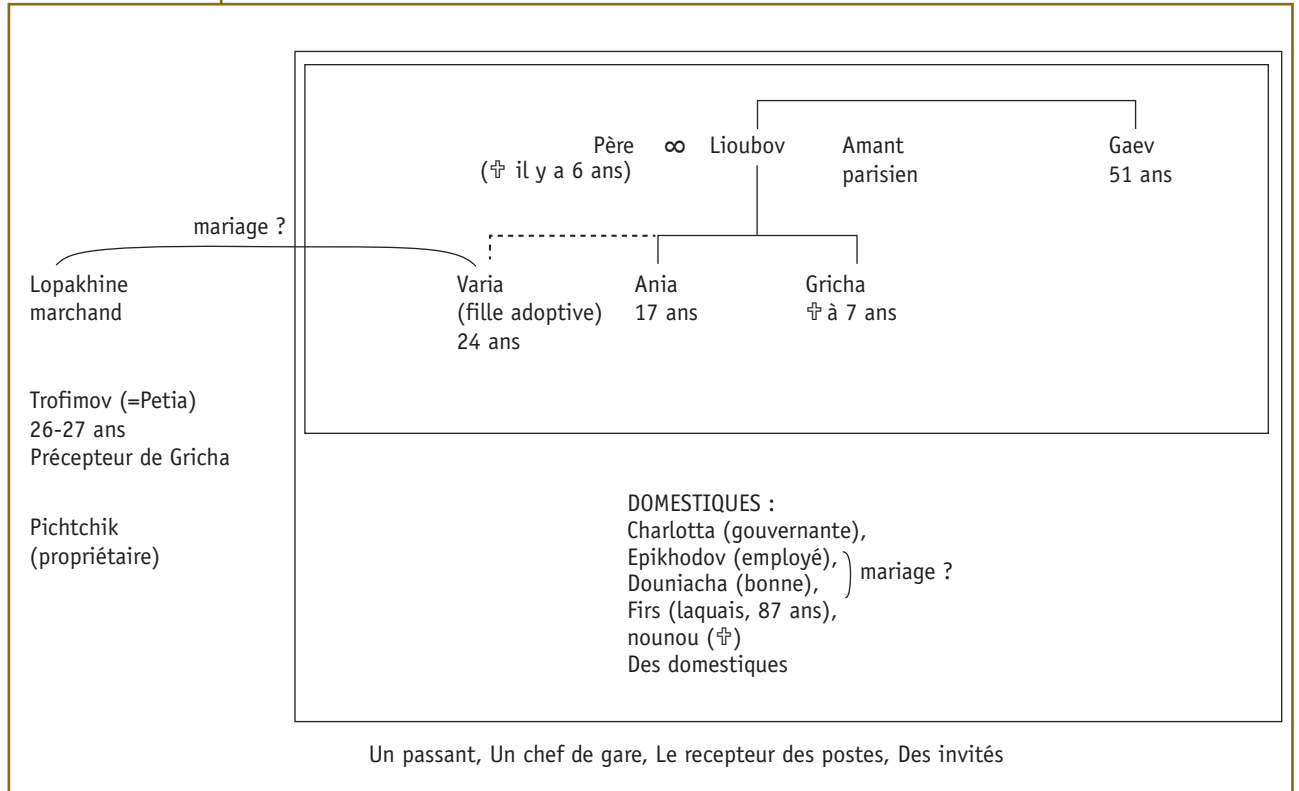 Père ∞ Lioubov
(✞ il y a 6 ans)
Amant
parisien
Gaev
51 ans
mariage ?
Lopakhine
marchand
Varia
(fille adoptive)
24 ans
Ania
17 ans
Gricha
✞ à 7 ans
Trofimov (=Petia)
26-27 ans
Précepteur de Gricha
Pichtchik
(propriétaire)
DOMESTIQUES :
Charlotta (gouvernante),
Epikhodov (employé),
Douniacha (bonne),
mariage ?
Firs (laquais, 87 ans),
nounou (✞)
Des domestiques
Un passant, Un chef de gare, Le recepteur des postes, Des invités